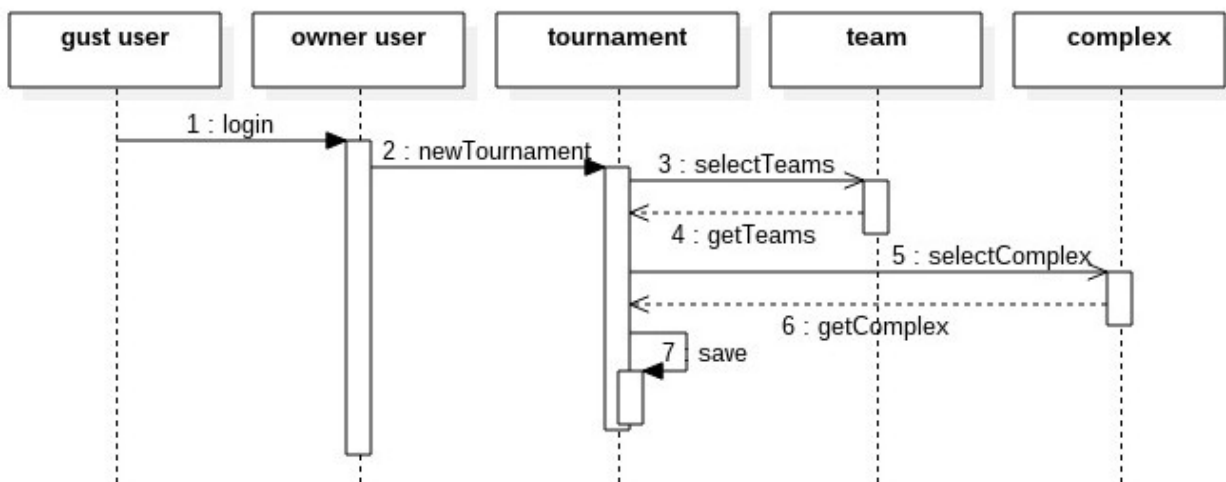 gust user
owner user
tournament
team
complex
1 : login
2 : newTournament
3 : selectTeams
4 : getTeams
5 : selectComplex
6 : getComplex
7 : save